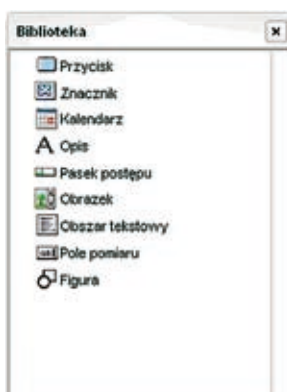 Biblioteka
Przycisk
Znacznik
Kalendarz
Opis
Pasek postępu
Obrazek
Obszar tekstowy
Pole pomiaru
Figura